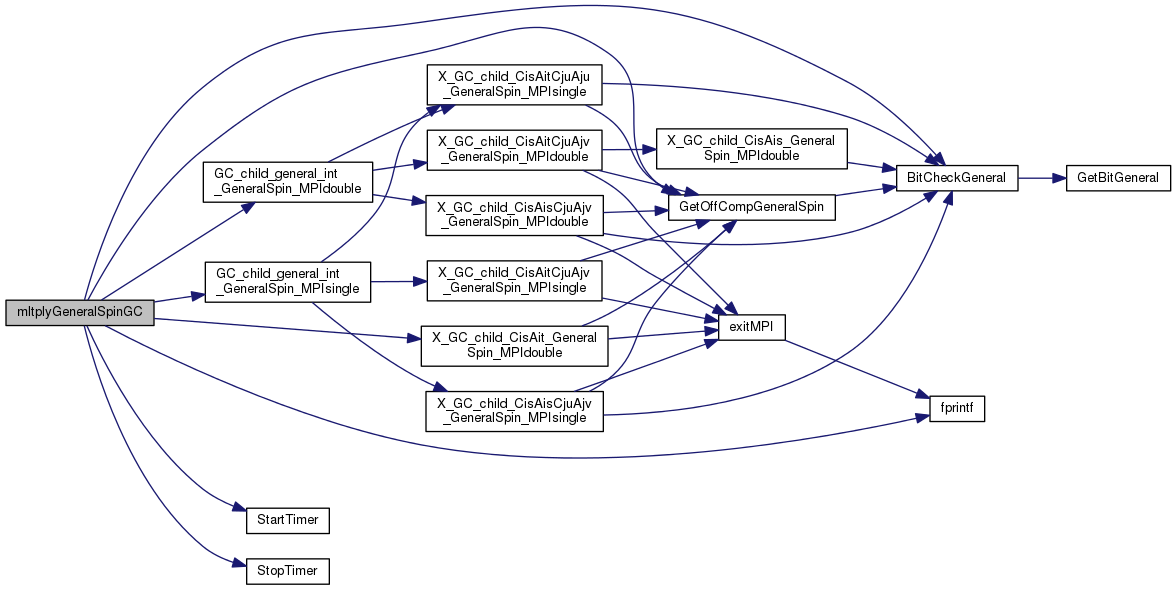 mltplyGeneralSpinGC
GC_child_general_int
_GeneralSpin_MPIdouble
GC_child_general_int
_GeneralSpin_MPIsingle
X_GC_child_CisAitCjuAju
_GeneralSpin_MPIsingle
X_GC_child_CisAitCjuAjv
_GeneralSpin_MPIdouble
X_GC_child_CisAisCjuAjv
_GeneralSpin_MPIdouble
X_GC_child_CisAitCjuAjv
_GeneralSpin_MPIsingle
X_GC_child_CisAit_General
Spin_MPIdouble
X_GC_child_CisAisCjuAjv
_GeneralSpin_MPIsingle
StartTimer
StopTimer
X_GC_child_CisAis_General
Spin_MPIdouble
GetOffCompGeneralSpin
exitMPI
BitCheckGeneral
fprintf
GetBitGeneral